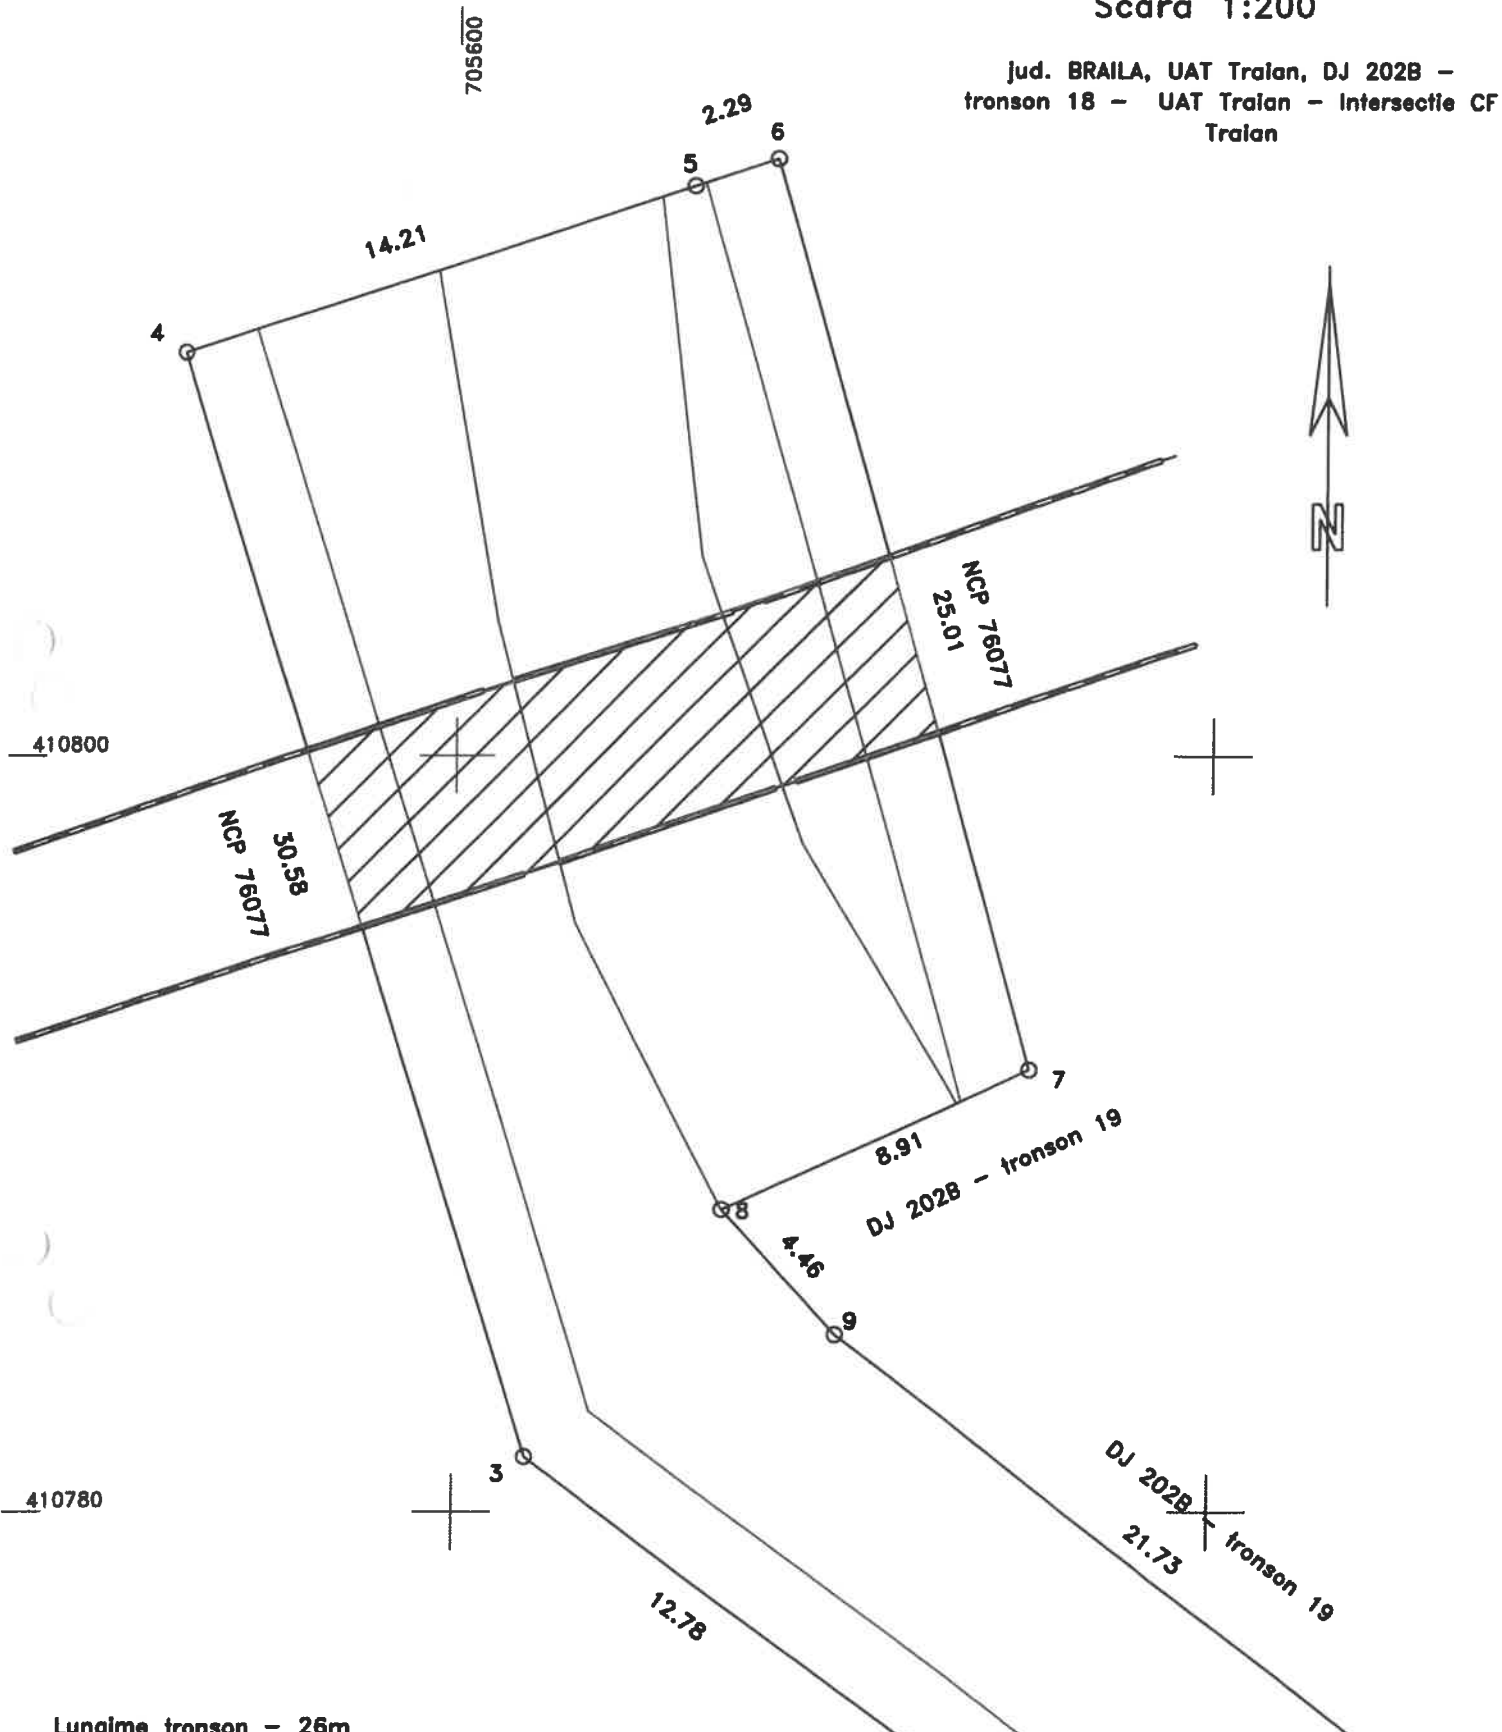 Scara 1:200
jud. BRAILA, UAT Traian, DJ 202B -
tronson 18 - UAT Traian - Intersectie CF
Traian
705600
2.29
6
5
14.21
4
N
NCP 76077
25.01
410800
30.58
NCP 76077
7
8.91
DJ 202B - tronson 19
8
4.46
9
3
410780
DJ 202B - tronson 19
21.73
12.78
Lungime tronson - 26m